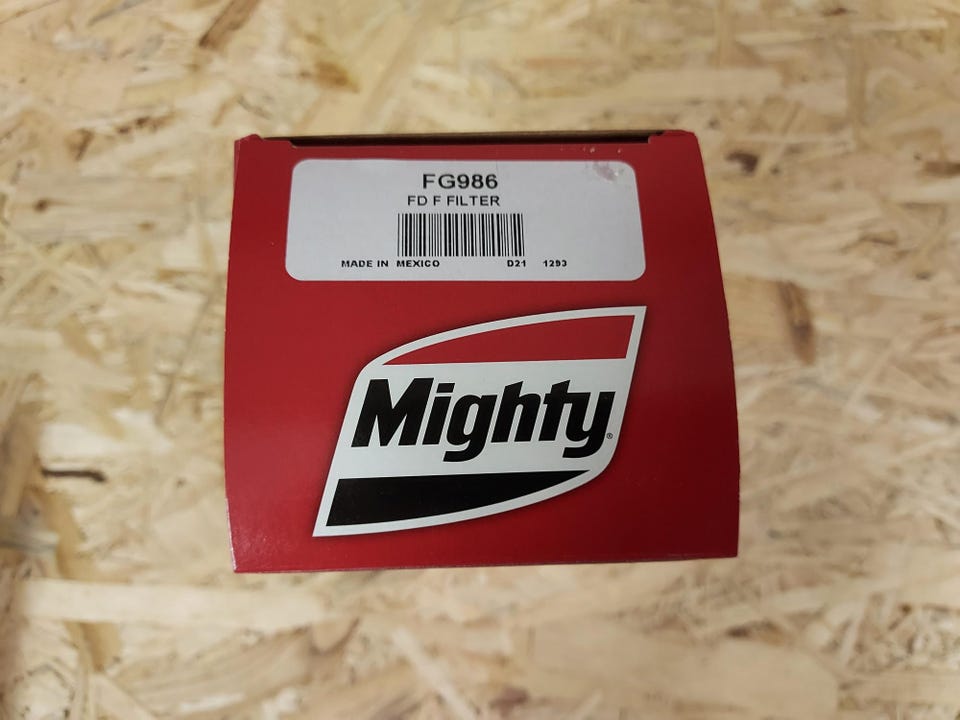 FG986
FD F FILTER
MADE IN MEXICO D21 1293
Mighty®